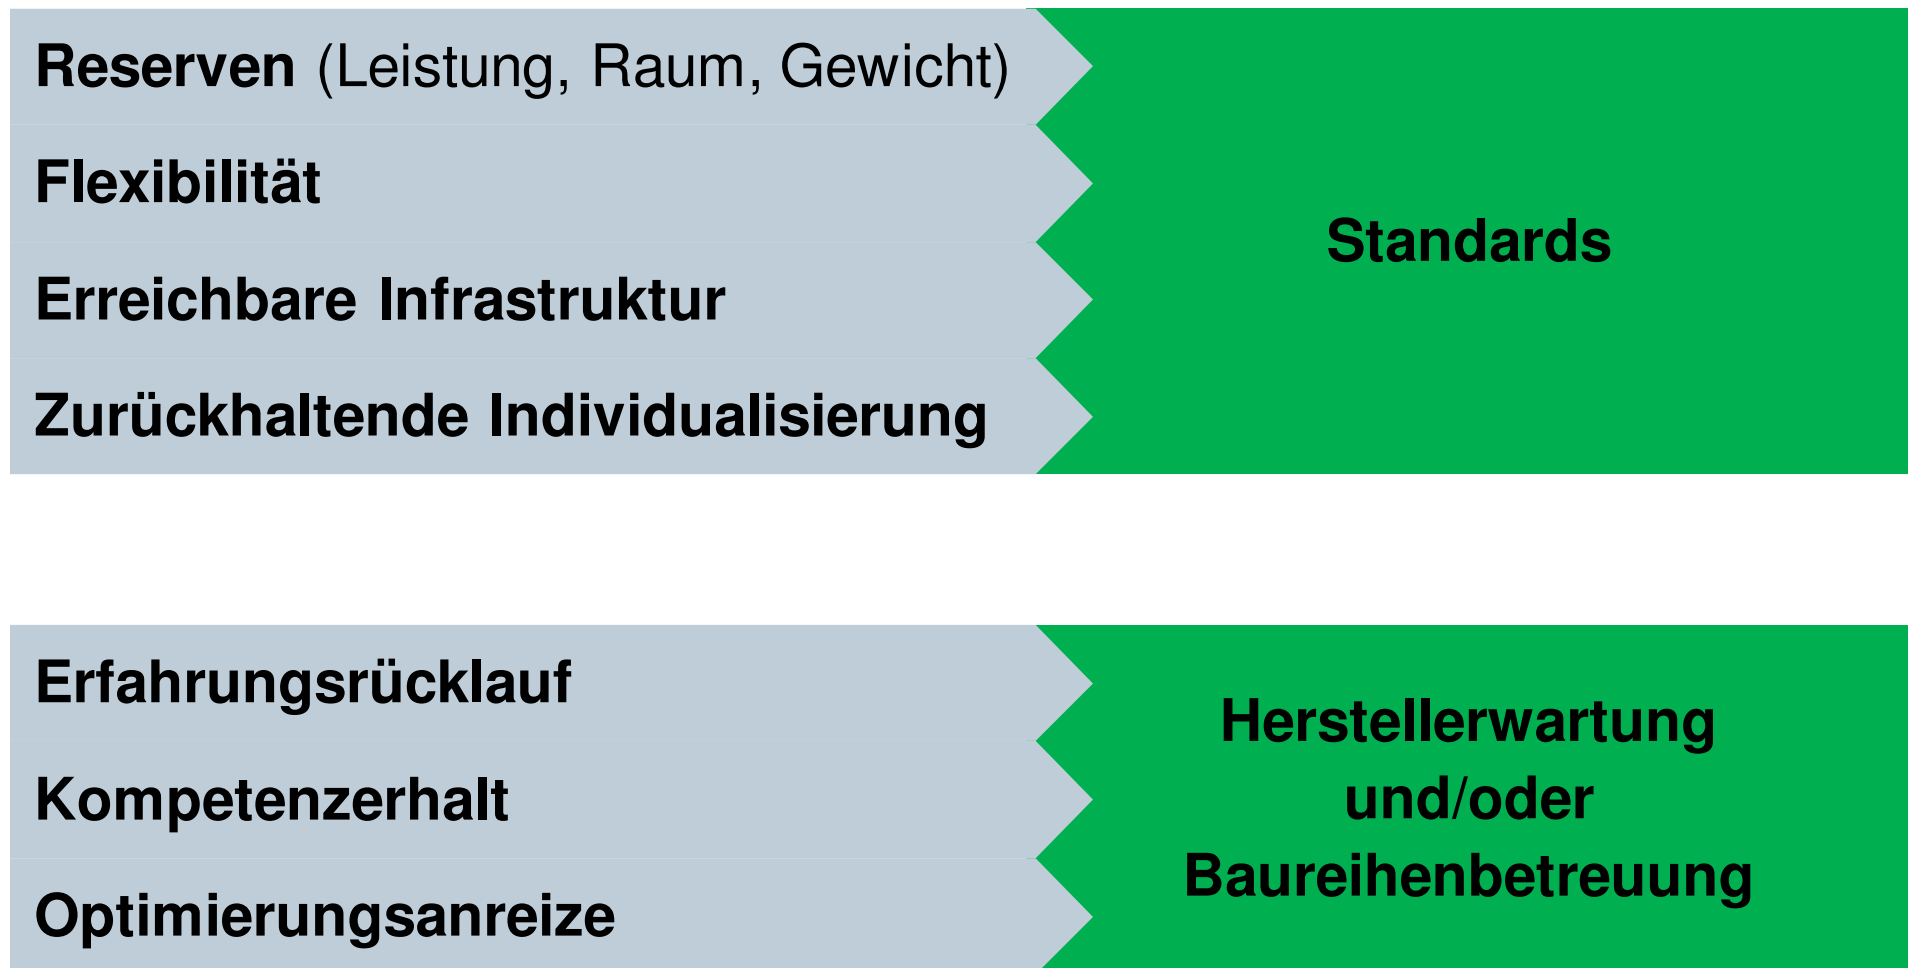 Reserven (Leistung, Raum, Gewicht)
Flexibilität
Erreichbare Infrastruktur
Zurückhaltende Individualisierung
Standards
Erfahrungsrücklauf
Kompetenzerhalt
Optimierungsanreize
Herstellerwartung
und/oder
Baureihenbetreuung